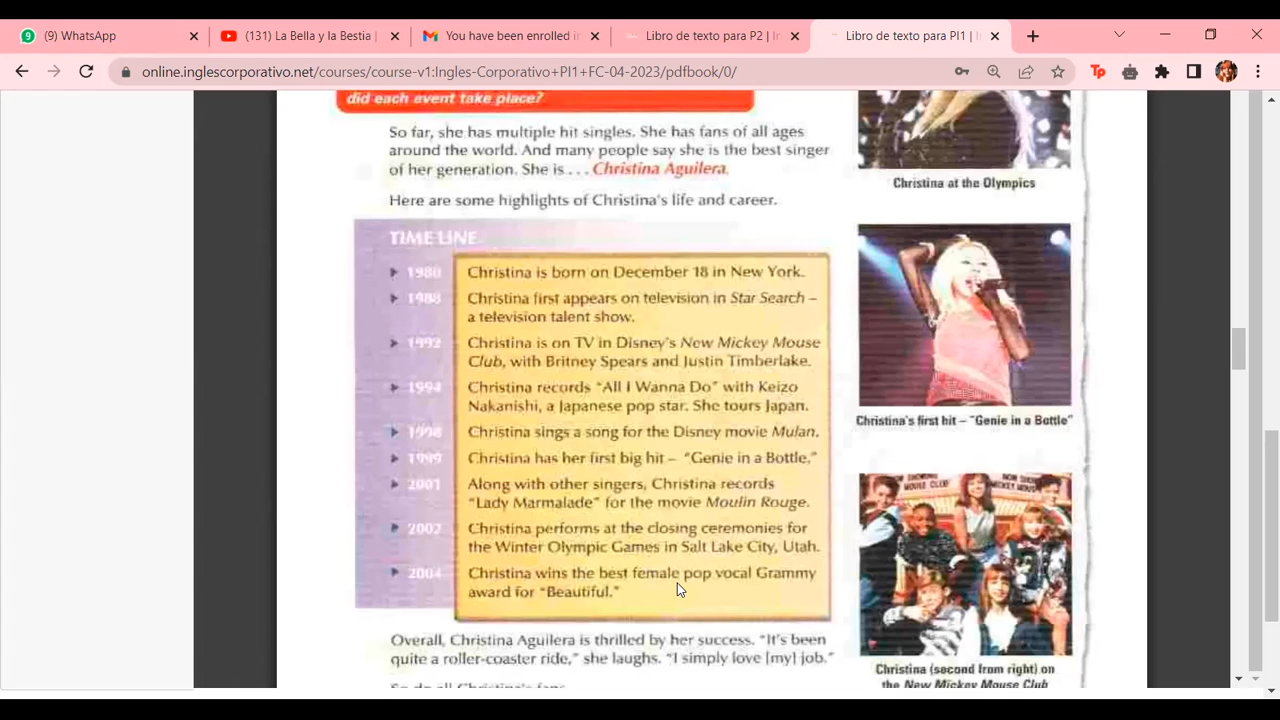 (9) WhatsApp
(131) La Bella y la Bestia |
You have been enrolled in
Libro de texto para P2 | In
Libro de texto para PI1 | I
online.inglescorporativo.net/courses/course-v1:Ingles-Corporativo+PI1+FC-04-2023/pdfbook/0/
did each event take place?
So far, she has multiple hit singles. She has fans of all ages
around the world. And many people say she is the best singer
of her generation. She is . . . Christina Aguilera.
Here are some highlights of Christina's life and career.
TIME LINE
1980 Christina is born on December 18 in New York.
1988 Christina first appears on television in Star Search –
a television talent show.
1992 Christina is on TV in Disney's New Mickey Mouse
Club, with Britney Spears and Justin Timberlake.
1994 Christina records "All I Wanna Do" with Keizo
Nakanishi, a Japanese pop star. She tours Japan.
1998 Christina sings a song for the Disney movie Mulan.
1999 Christina has her first big hit – "Genie in a Bottle."
2001 Along with other singers, Christina records
"Lady Marmalade" for the movie Moulin Rouge.
2002 Christina performs at the closing ceremonies for
the Winter Olympic Games in Salt Lake City, Utah.
2004 Christina wins the best female pop vocal Grammy
award for "Beautiful."
Overall, Christina Aguilera is thrilled by her success. "It's been
quite a roller-coaster ride," she laughs. "I simply love [my] job."
So do all Christina's fans
Christina at the Olympics
Christina's first hit – "Genie in a Bottle"
MOUSE CLUB
Christina (second from right) on
the New Mickey Mouse Club